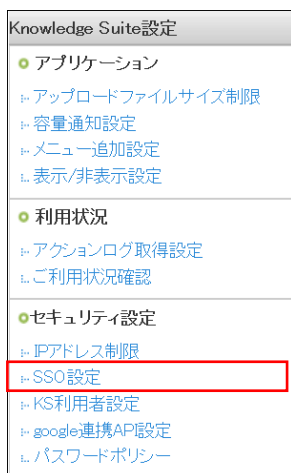 Knowledge Suite設定
アプリケーション
アップロードファイルサイズ制限
容量通知設定
メニュー追加設定
表示/非表示設定
利用状況
アクションログ取得設定
ご利用状況確認
セキュリティ設定
IPアドレス制限
SSO設定
KS利用者設定
google連携API設定
パスワードポリシー